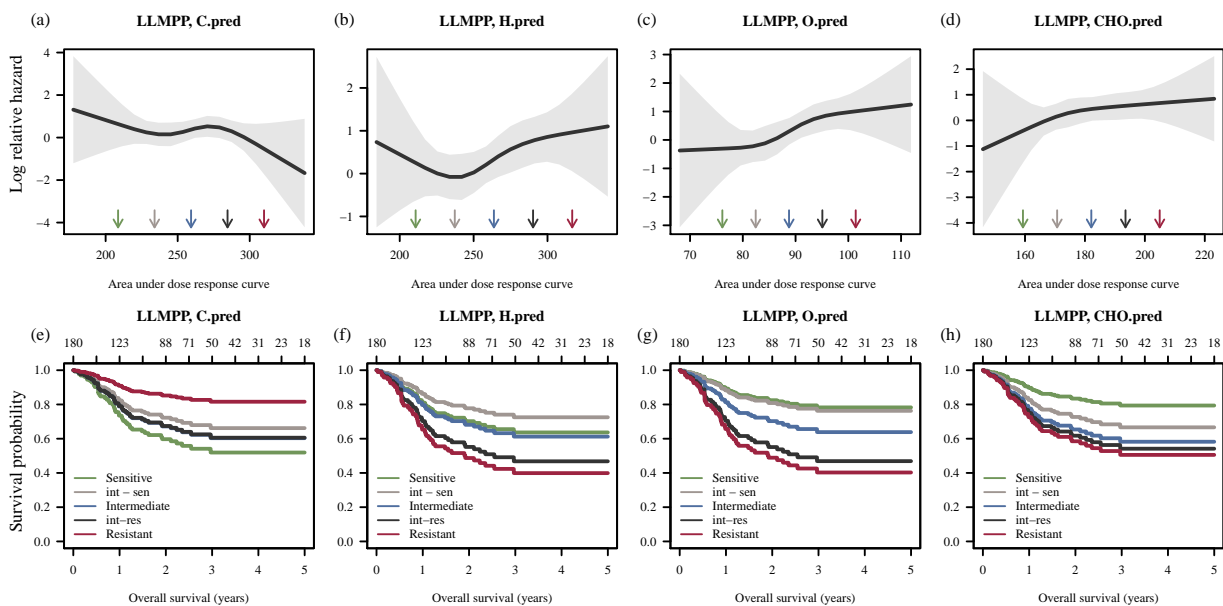 (a) LLMPP, C.pred
(b) LLMPP, H.pred
(c) LLMPP, O.pred
(d) LLMPP, CHO.pred
Log relative hazard
4
2
0
−2
−4
200 250 300
Area under dose response curve
2
1
0
−1
200 250 300
Area under dose response curve
3
2
1
0
−1
−2
−3
70 80 90 100 110
Area under dose response curve
2
1
0
−1
−2
−3
−4
160 180 200 220
Area under dose response curve
(e) LLMPP, C.pred
180 123 88 71 50 42 31 23 18
Survival probability
1.0
0.8
0.6
0.4
0.2
0.0
Sensitive
int − sen
Intermediate
int−res
Resistant
0 1 2 3 4 5
Overall survival (years)
(f) LLMPP, H.pred
180 123 88 71 50 42 31 23 18
1.0
0.8
0.6
0.4
0.2
0.0
Sensitive
int − sen
Intermediate
int−res
Resistant
0 1 2 3 4 5
Overall survival (years)
(g) LLMPP, O.pred
180 123 88 71 50 42 31 23 18
1.0
0.8
0.6
0.4
0.2
0.0
Sensitive
int − sen
Intermediate
int−res
Resistant
0 1 2 3 4 5
Overall survival (years)
(h) LLMPP, CHO.pred
180 123 88 71 50 42 31 23 18
1.0
0.8
0.6
0.4
0.2
0.0
Sensitive
int − sen
Intermediate
int−res
Resistant
0 1 2 3 4 5
Overall survival (years)